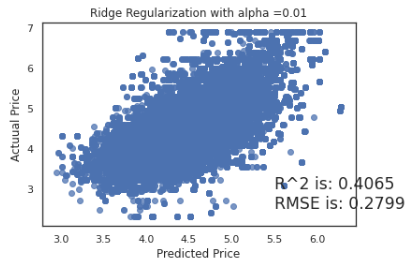 Ridge Regularization with alpha =0.01
7
6
5
4
3
Actuual Price
R^2 is: 0.4065
RMSE is: 0.2799
3.0 3.5 4.0 4.5 5.0 5.5 6.0
Predicted Price